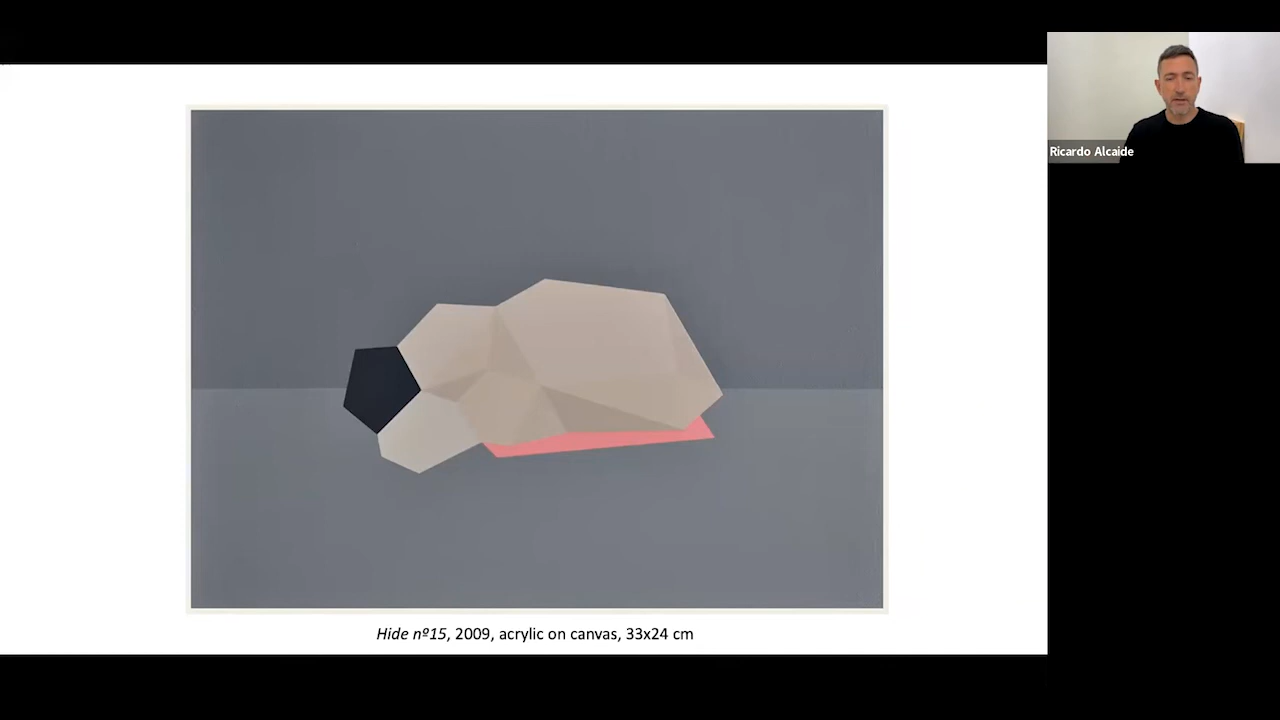 Ricardo Alcaide
Hide nº15, 2009, acrylic on canvas, 33x24 cm